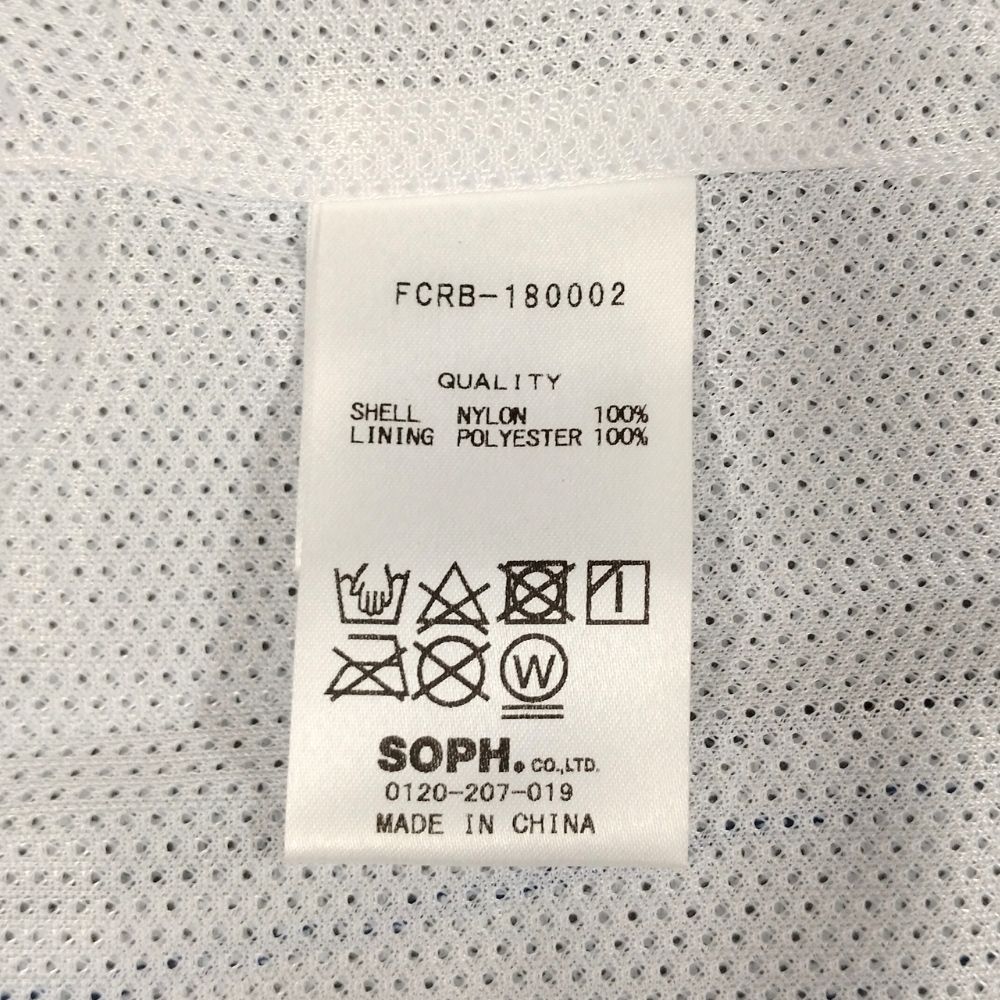 FCRB-180002
QUALITY
SHELL NYLON 100%
LINING POLYESTER 100%
W
SOPH. CO.,LTD.
0120-207-019
MADE IN CHINA